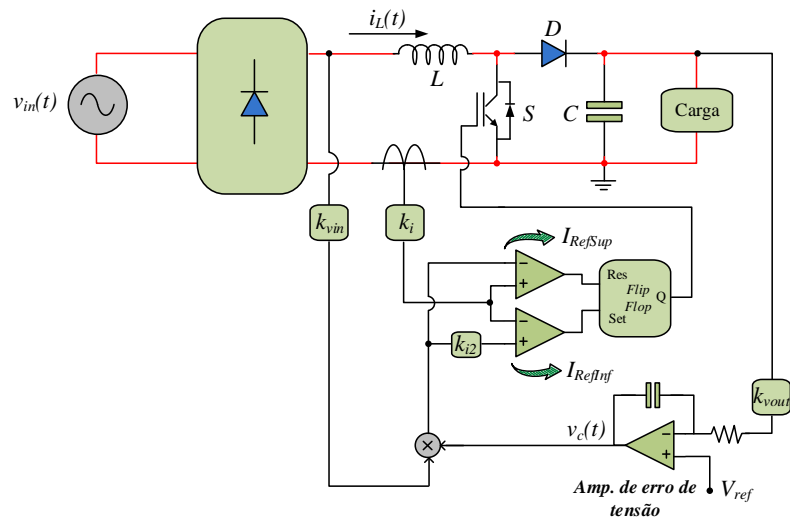 i_L(t)
D
v_in(t)
L
S
C
Carga
k_vin
k_i
I_RefSup
Res
Flip
Flop
Q
Set
k_i2
I_RefInf
k_vout
v_c(t)
V_ref
Amp. de erro de
tensão